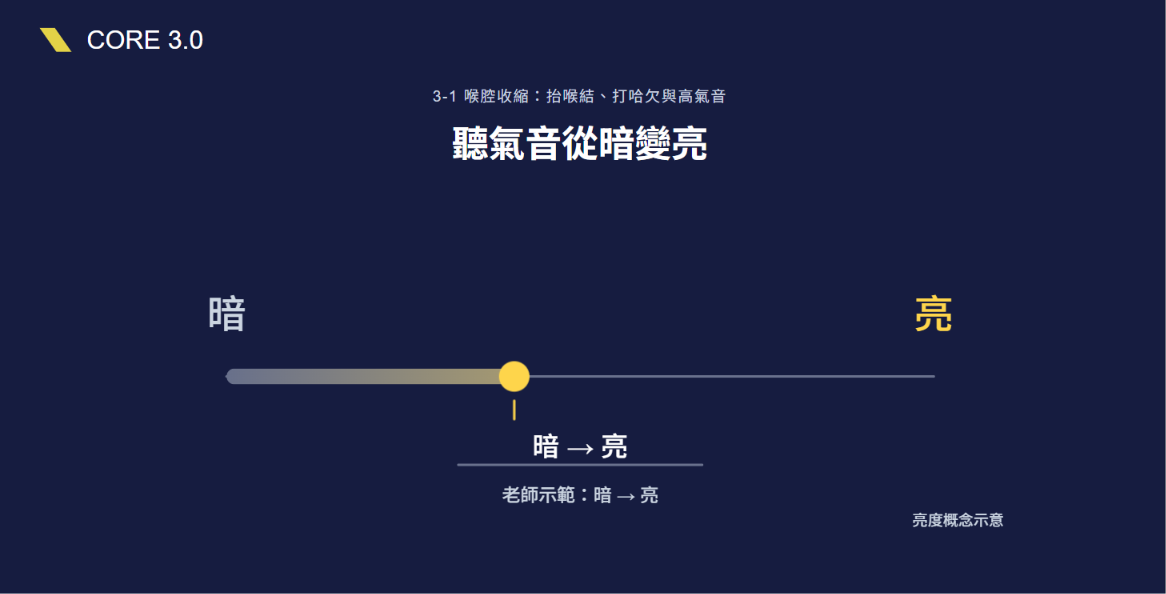 CORE 3.0
3-1 喉腔收縮：抬喉結、打哈欠與高氣音
聽氣音從暗變亮
暗
亮
暗 → 亮
老師示範：暗 → 亮
亮度概念示意